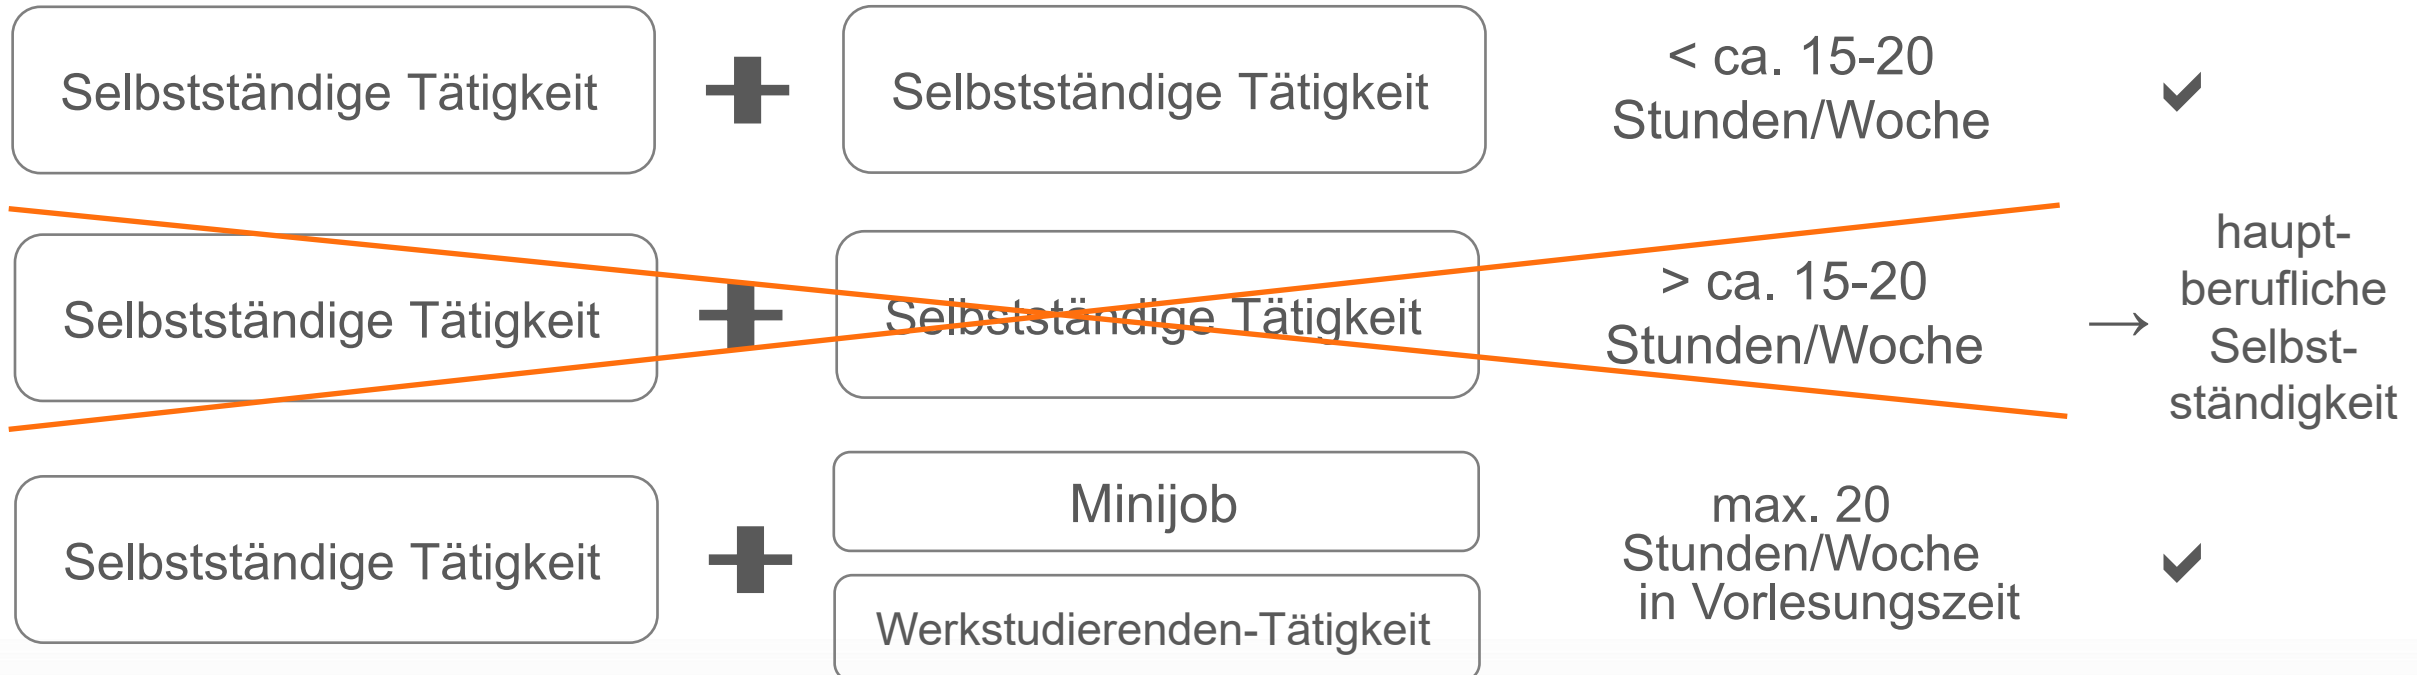 Selbstständige Tätigkeit
Selbstständige Tätigkeit
< ca. 15-20
Stunden/Woche
Selbstständige Tätigkeit
Selbstständige Tätigkeit
> ca. 15-20
Stunden/Woche
→
haupt-
berufliche
Selbst-
ständigkeit
Selbstständige Tätigkeit
Minijob
Werkstudierenden-Tätigkeit
max. 20
Stunden/Woche
in Vorlesungszeit